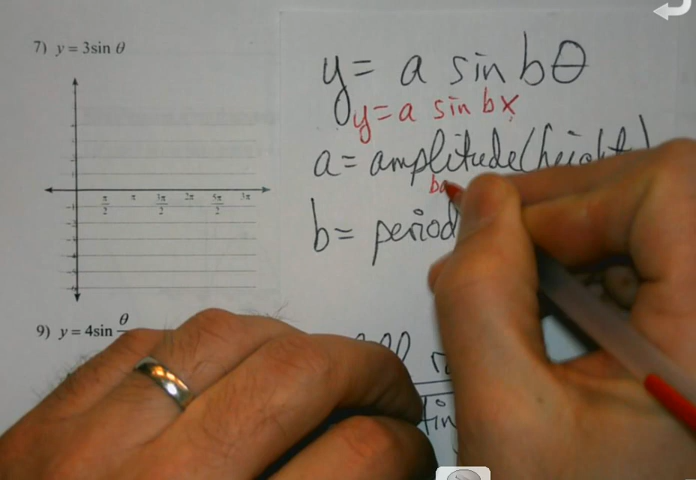 7) y = 3sin θ
π/2 π 3π/2 2π 5π/2 3π
9) y = 4sin θ
y = a sin bθ
y = a sin bx
a = amplitude (height)
b = period